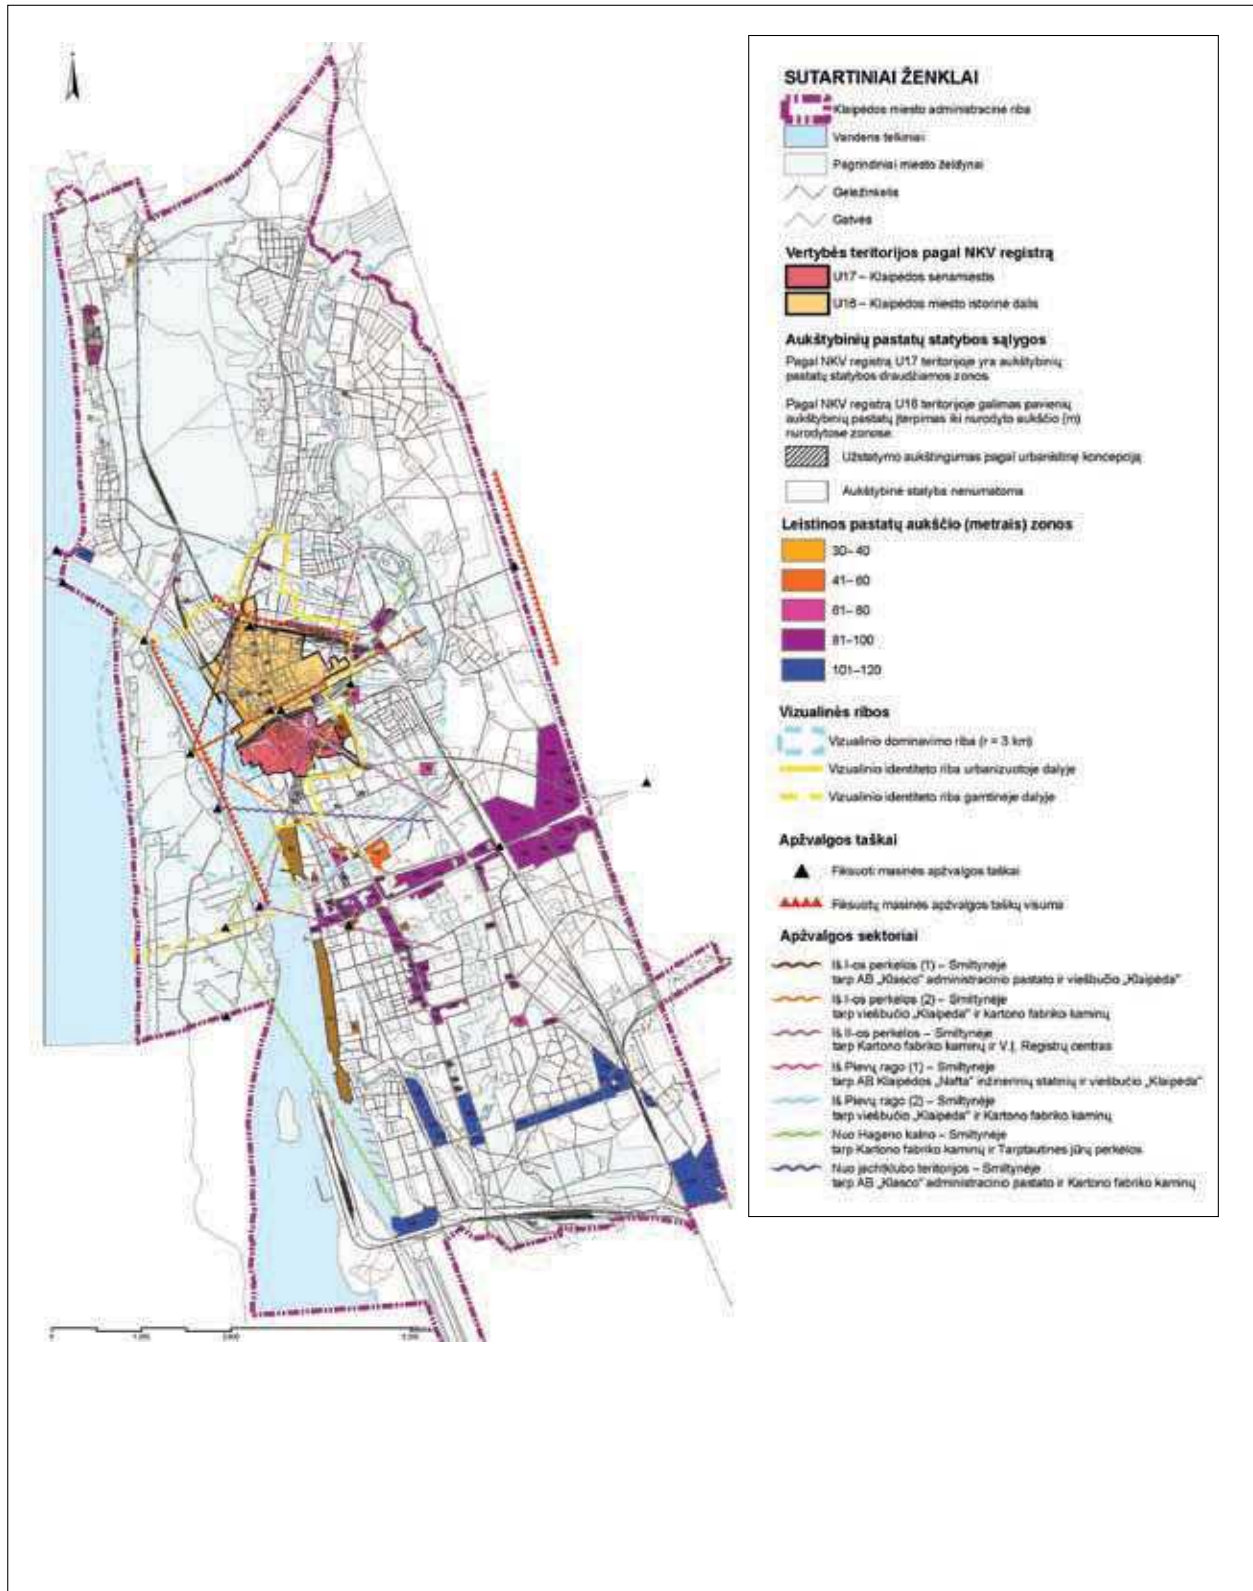 SUTARTINIAI ŽENKLAI
Klaipėdos miesto administracinė riba
Vandens telkiniai
Pagrindiniai miesto želdynai
Geležinkelis
Gatvės
Vertybės teritorijos pagal NKV registrą
U17 – Klaipėdos senamiestis
U16 – Klaipėdos miesto istorinė dalis
Aukštybinių pastatų statybos sąlygos
Pagal NKV registrą U17 teritorijoje yra aukštybinių
pastatų statybos draudžiamos zonos
Pagal NKV registrą U16 teritorijoje galimas pavienių
aukštybinių pastatų įterpimas iki nurodyto aukščio (m)
nurodytose zonose
Užstatymo aukštingumas pagal urbanistinę koncepciją
Aukštybinė statyba nenumatoma
Leistinos pastatų aukščio (metrais) zonos
30–40
41–60
61–80
81–100
101–120
Vizualinės ribos
Vizualinio dominavimo riba (r = 3 km)
Vizualinio identiteto riba urbanizuotoje dalyje
Vizualinio identiteto riba gamtinėje dalyje
Apžvalgos taškai
Fiksuoti masinės apžvalgos taškai
Fiksuotų masinės apžvalgos taškų visuma
Apžvalgos sektoriai
Iš I-os perkėlos (1) – Smiltynėje
tarp AB „Klasco“ administracinio pastato ir viešbučio „Klaipėda“
Iš I-os perkėlos (2) – Smiltynėje
tarp viešbučio „Klaipėda“ ir Kartono fabriko kaminų
Iš II-os perkėlos – Smiltynėje
tarp Kartono fabriko kaminų ir V.Į. Registrų centras
Iš Pievų rago (1) – Smiltynėje
tarp AB Klaipėdos „Nafta“ inžinerinių statinių ir viešbučio „Klaipėda“
Iš Pievų rago (2) – Smiltynėje
tarp viešbučio „Klaipėda“ ir Kartono fabriko kaminų
Nuo Hageno kalno – Smiltynėje
tarp Kartono fabriko kaminų ir Tarptautinės jūrų perkėlos
Nuo jachtklubo teritorijos – Smiltynėje
tarp AB „Klasco“ administracinio pastato ir Kartono fabriko kaminų